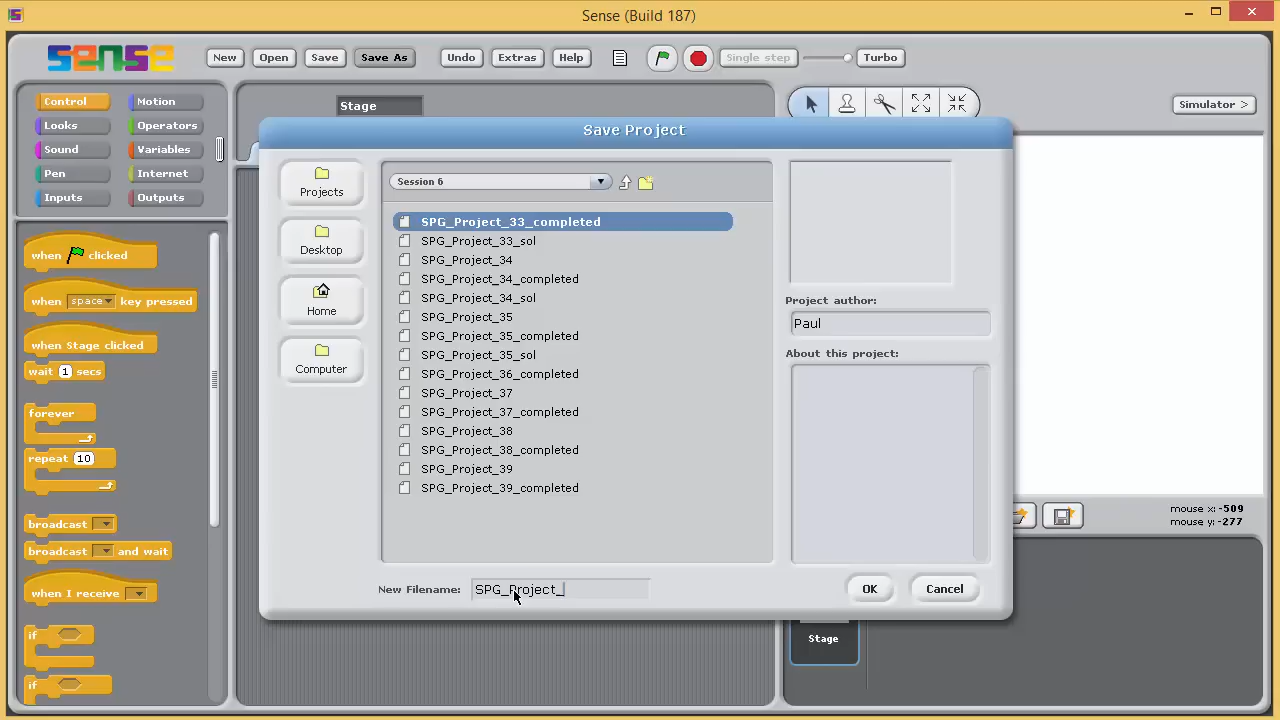 Sense (Build 187)
sense
New
Open
Save
Save As
Undo
Extras
Help
Single step
Turbo
Control
Motion
Looks
Operators
Sound
Variables
Pen
Internet
Inputs
Outputs
Stage
Simulator >
when clicked
when space key pressed
when Stage clicked
wait 1 secs
forever
repeat 10
broadcast
broadcast and wait
when I receive
if
if
Save Project
Projects
Desktop
Home
Computer
Session 6
SPG_Project_33_completed
SPG_Project_33_sol
SPG_Project_34
SPG_Project_34_completed
SPG_Project_34_sol
SPG_Project_35
SPG_Project_35_completed
SPG_Project_35_sol
SPG_Project_36_completed
SPG_Project_37
SPG_Project_37_completed
SPG_Project_38
SPG_Project_38_completed
SPG_Project_39
SPG_Project_39_completed
Project author:
Paul
About this project:
New Filename: SPG_Project_
OK
Cancel
mouse x: -509
mouse y: -277
Stage